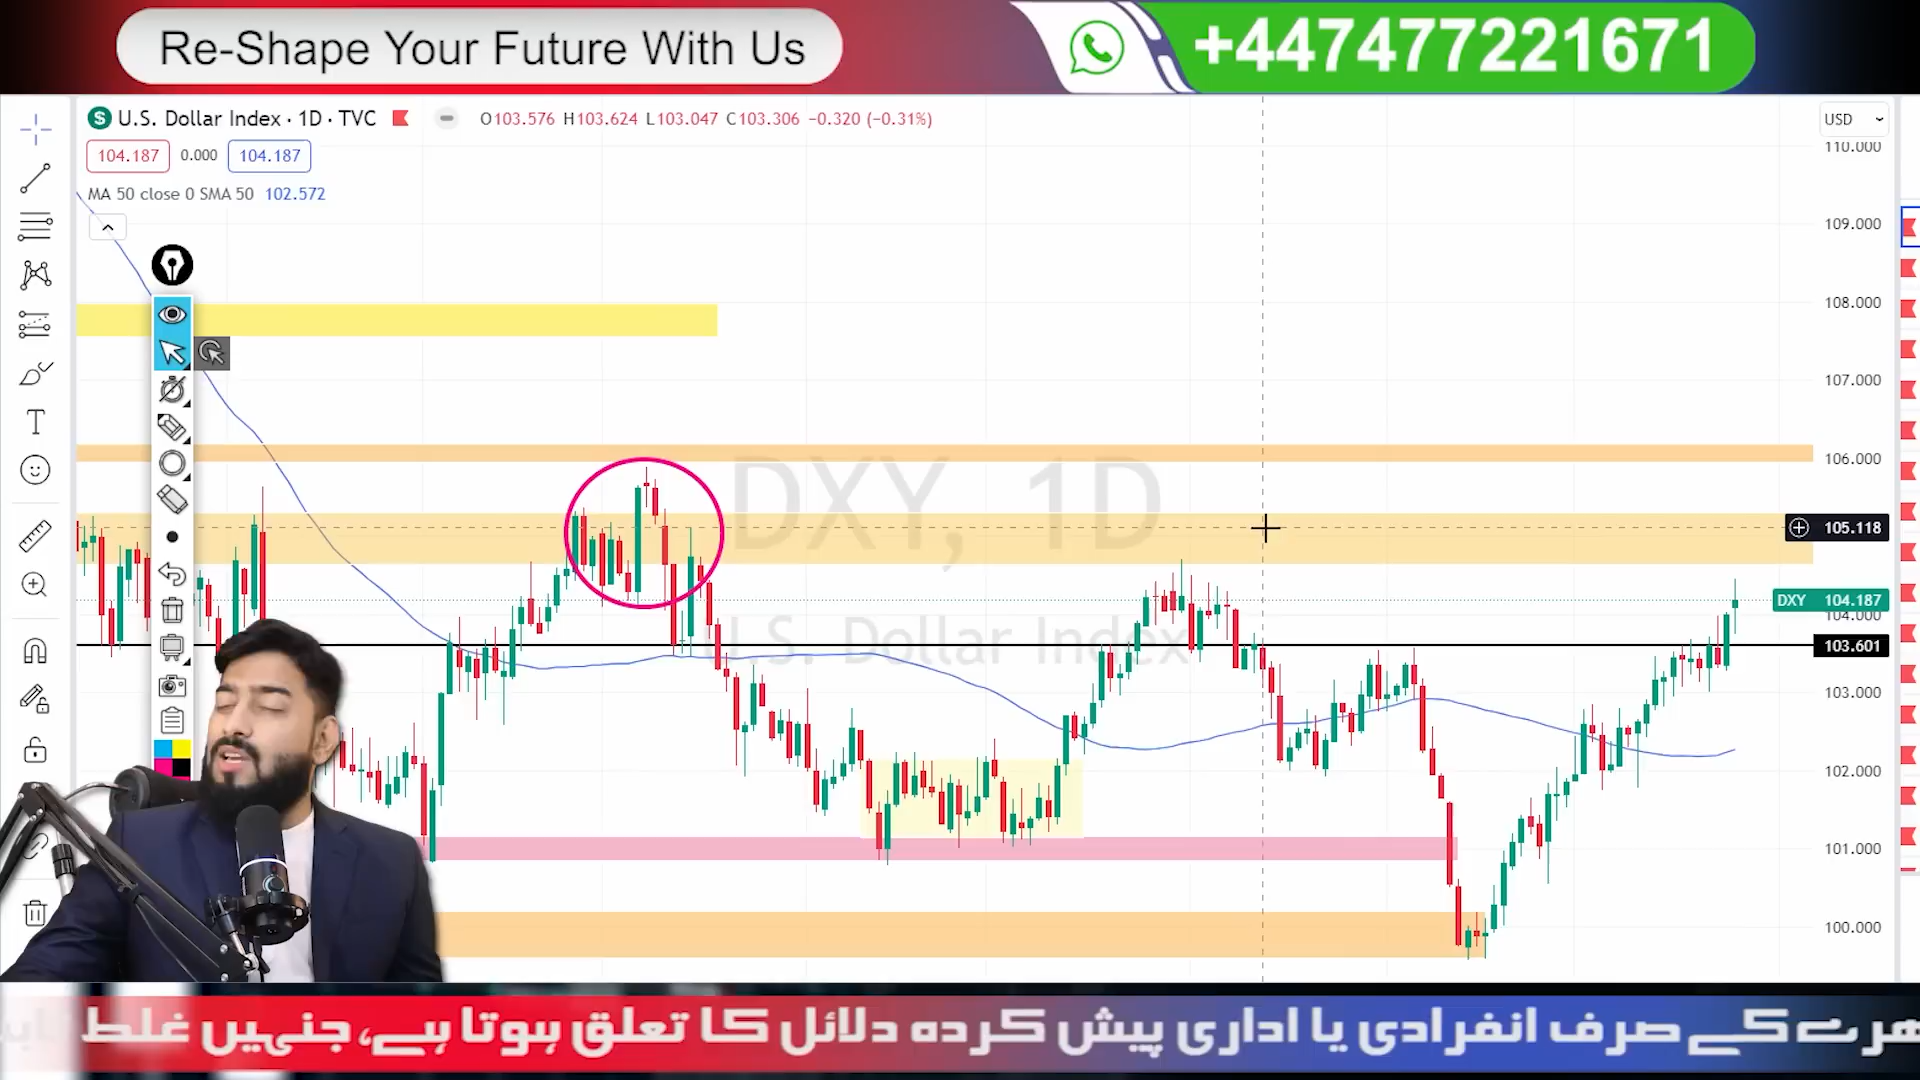 Re-Shape Your Future With Us
+447477221671
U.S. Dollar Index · 1D · TVC
O103.576 H103.624 L103.047 C103.306 −0.320 (−0.31%)
USD
104.187 0.000 104.187
MA 50 close 0 SMA 50 102.572
110.000
109.000
108.000
107.000
106.000
105.118
DXY 104.187
104.000
103.601
103.000
102.000
101.000
100.000
DXY, 1D
U.S. Dollar Index
کے صرف انفرادی یا اداری پیش کردہ دلائل کا تعلق ہوتا ہے، جنہیں غلط